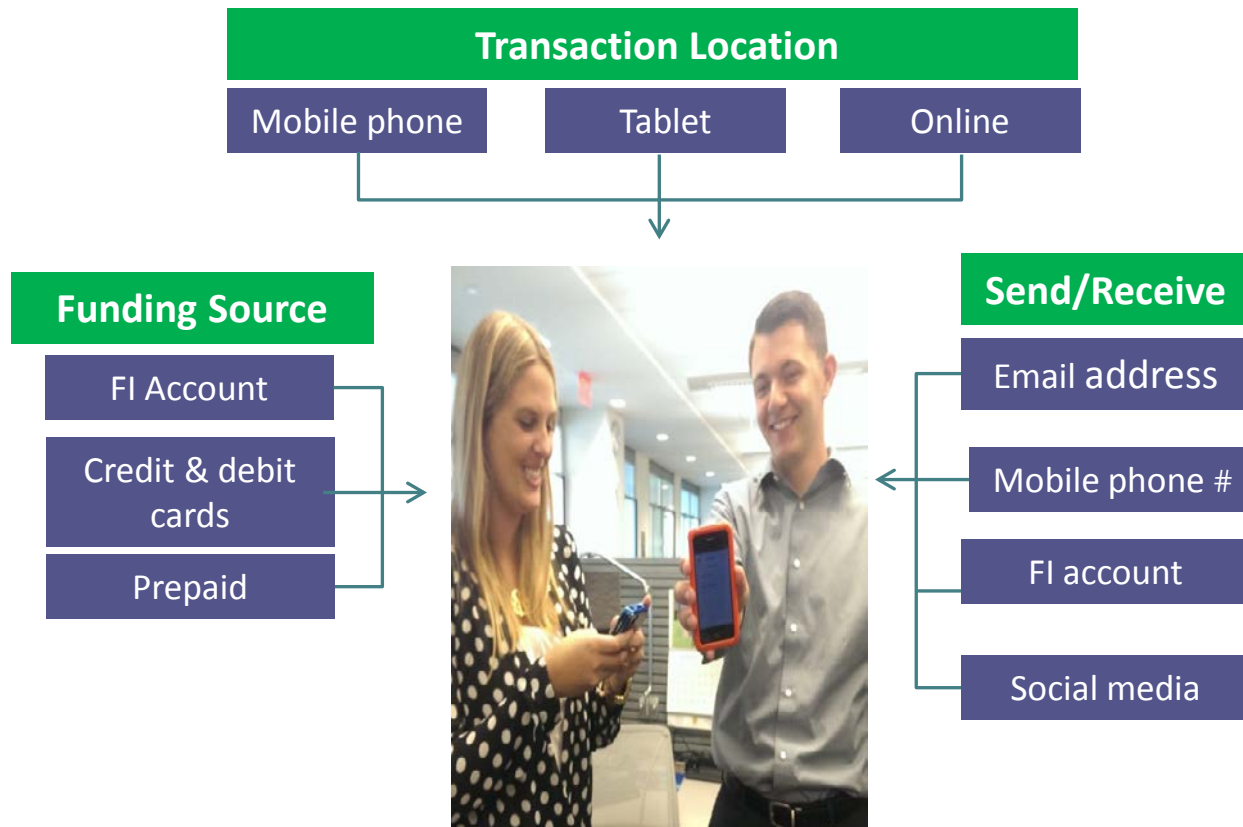 Transaction Location
Mobile phone
Tablet
Online
Funding Source
FI Account
Credit & debit
cards
Prepaid
Send/Receive
Email address
Mobile phone #
FI account
Social media